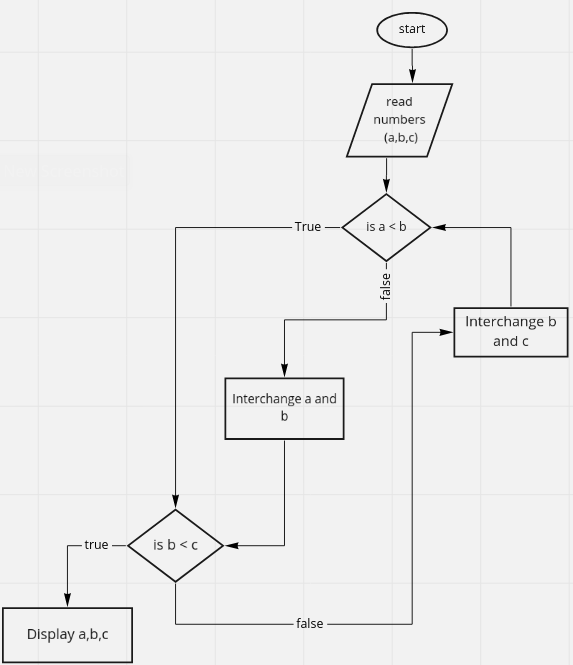 start
read
numbers
(a,b,c)
True
is a < b
false
Interchange b
and c
Interchange a and
b
true
is b < c
false
Display a,b,c